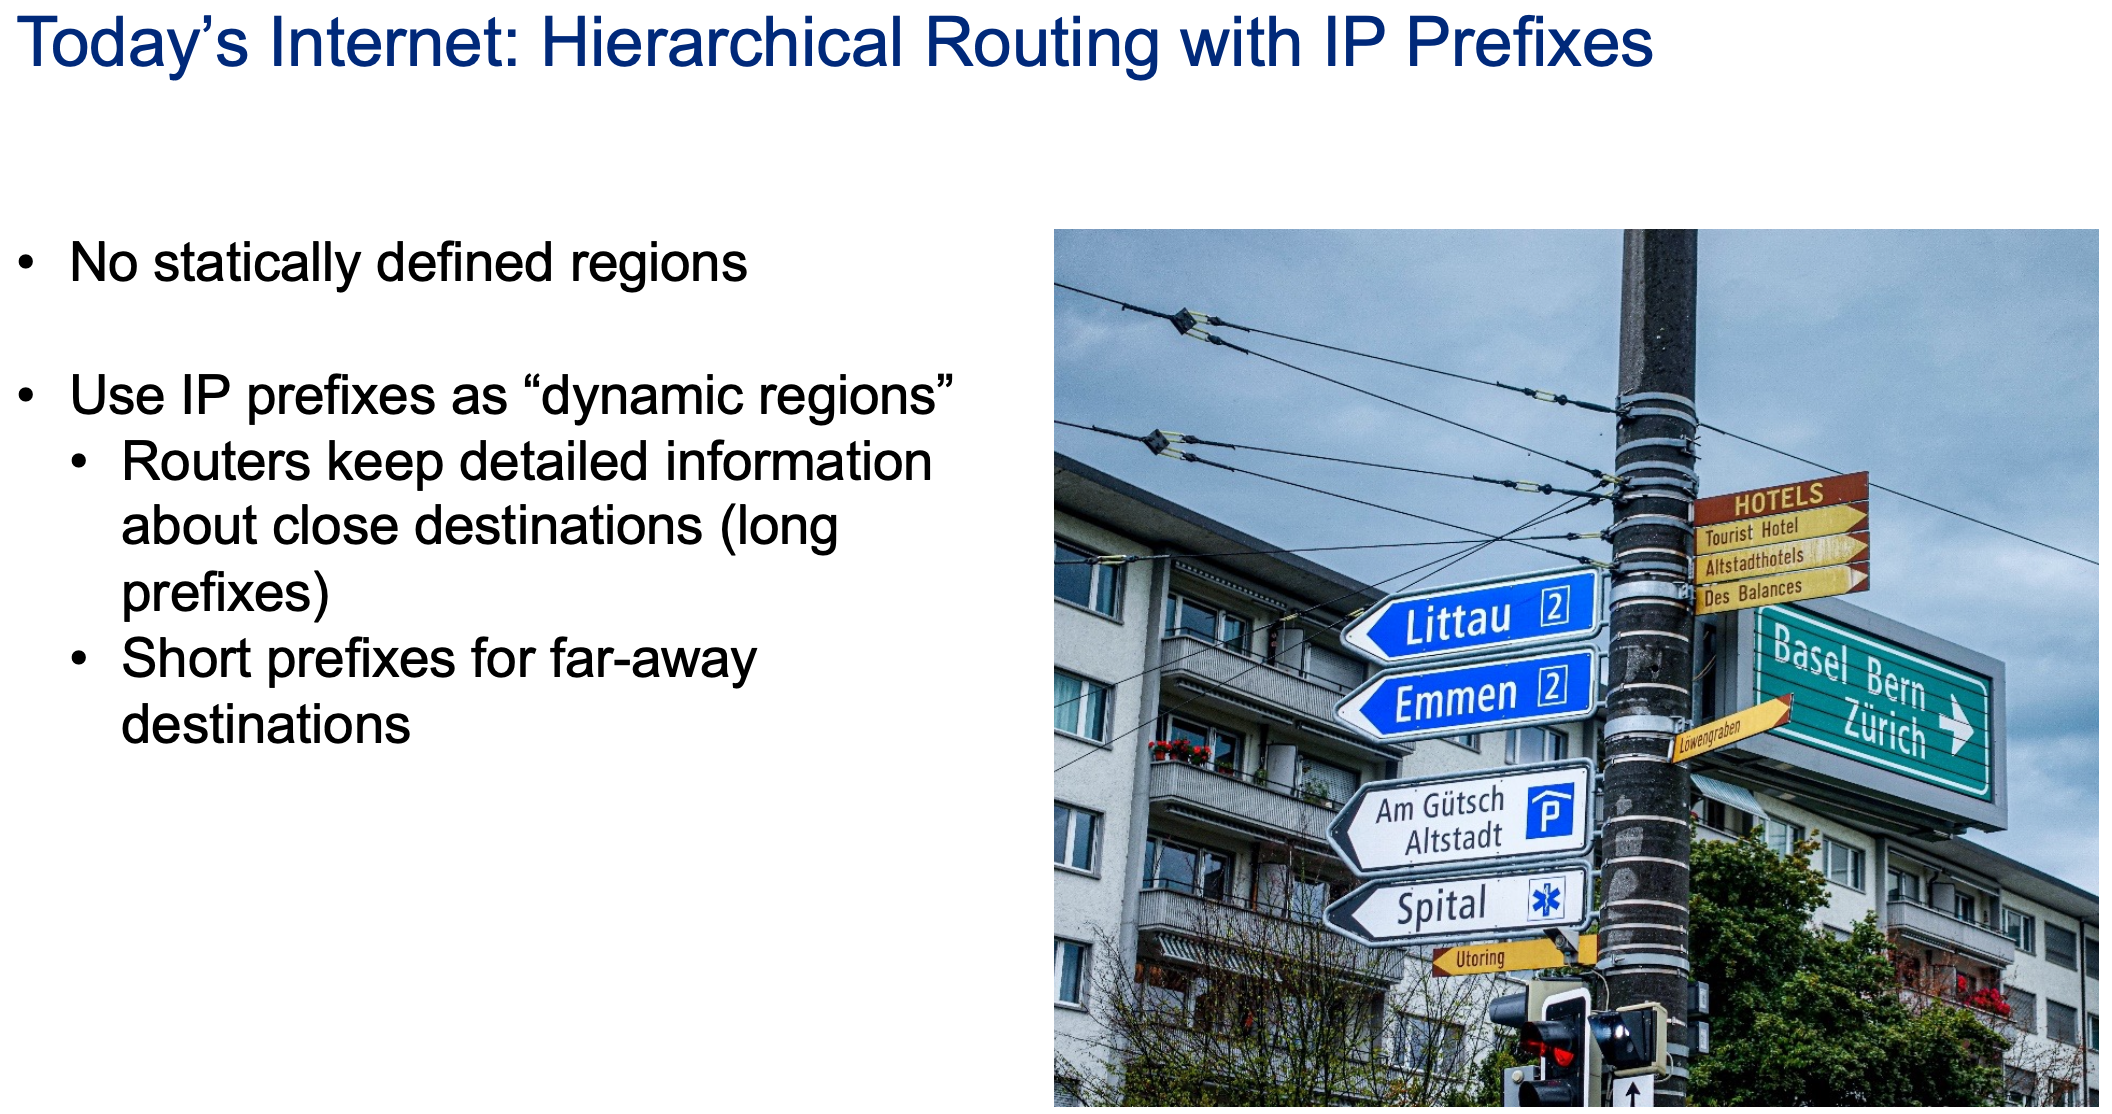 Today’s Internet: Hierarchical Routing with IP Prefixes
• No statically defined regions
• Use IP prefixes as “dynamic regions”
• Routers keep detailed information
about close destinations (long
prefixes)
• Short prefixes for far-away
destinations
HOTELS
Tourist Hotel
Altstadthotels
Des Balances
Littau 2
Emmen 2
Basel Bern
Zürich
Löwengraben
Am Gütsch
Altstadt
P
Spital
Utoring